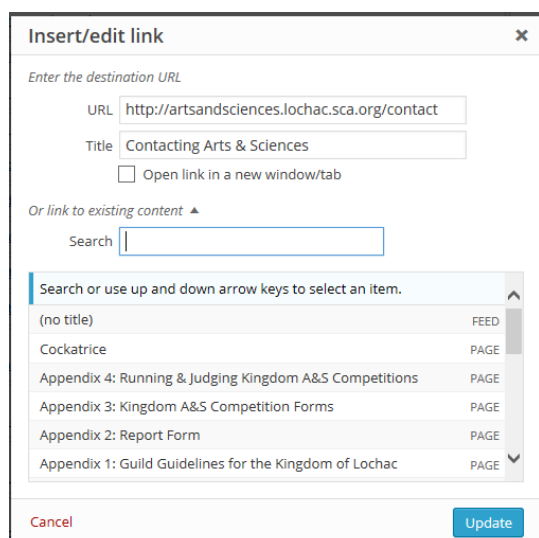 Insert/edit link ×
Enter the destination URL
URL http://artsandsciences.lochac.sca.org/contact
Title Contacting Arts & Sciences
Open link in a new window/tab
Or link to existing content ▲
Search
Search or use up and down arrow keys to select an item.
(no title) FEED
Cockatrice PAGE
Appendix 4: Running & Judging Kingdom A&S Competitions PAGE
Appendix 3: Kingdom A&S Competition Forms PAGE
Appendix 2: Report Form PAGE
Appendix 1: Guild Guidelines for the Kingdom of Lochac PAGE
Cancel Update